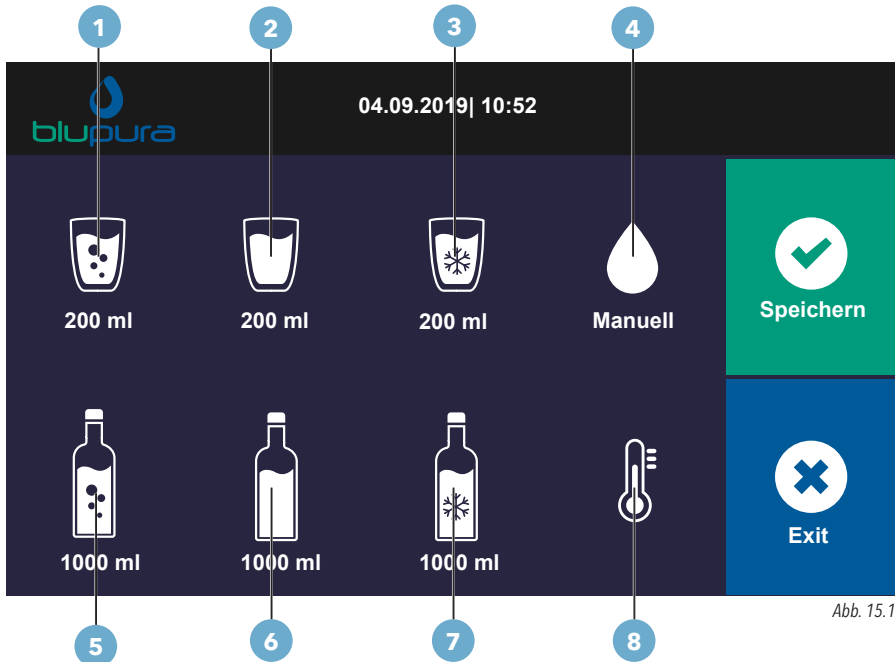 1 2 3 4
blupura
04.09.2019| 10:52
200 ml 200 ml 200 ml Manuell
Speichern
1000 ml 1000 ml 1000 ml
Exit
Abb. 15.1
5 6 7 8